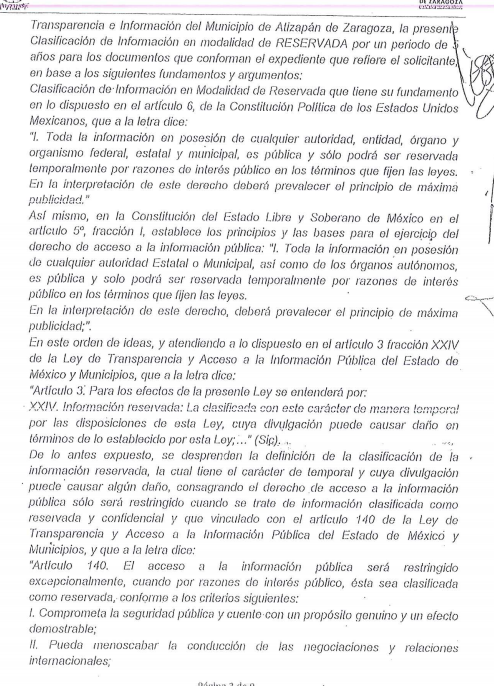 DE ZARAGOZA
Transparencia e Información del Municipio de Atizapán de Zaragoza, la presente
Clasificación de Información en modalidad de RESERVADA por un periodo de 5
años para los documentos que conforman el expediente que refiere el solicitante,
en base a los siguientes fundamentos y argumentos:
Clasificación de Información en Modalidad de Reservada que tiene su fundamento
en lo dispuesto en el artículo 6, de la Constitución Política de los Estados Unidos
Mexicanos, que a la letra dice:
"I. Toda la información en posesión de cualquier autoridad, entidad, órgano y
organismo federal, estatal y municipal, es pública y sólo podrá ser reservada
temporalmente por razones de interés público en los términos que fijen las leyes.
En la interpretación de este derecho deberá prevalecer el principio de máxima
publicidad."
Así mismo, en la Constitución del Estado Libre y Soberano de México en el
artículo 5º, fracción I, establece los principios y las bases para el ejercicio del
derecho de acceso a la información pública: "I. Toda la información en posesión
de cualquier autoridad Estatal o Municipal, así como de los órganos autónomos,
es pública y solo podrá ser reservada temporalmente por razones de interés
público en los términos que fijen las leyes.
En la interpretación de este derecho, deberá prevalecer el principio de máxima
publicidad;".
En este orden de ideas, y atendiendo a lo dispuesto en el artículo 3 fracción XXIV
de la Ley de Transparencia y Acceso a la Información Pública del Estado de
México y Municipios, que a la letra dice:
"Artículo 3. Para los efectos de la presente Ley se entenderá por:
XXIV. Información reservada: La clasificada con este carácter de manera temporal
por las disposiciones de esta Ley, cuya divulgación puede causar daño en
términos de lo establecido por esta Ley;..." (Sip).
De lo antes expuesto, se desprenden la definición de la clasificación de la
información reservada, la cual tiene el carácter de temporal y cuya divulgación
puede causar algún daño, consagrando el derecho de acceso a la información
pública sólo será restringido cuando se trate de información clasificada como
reservada y confidencial y que vinculado con el artículo 140 de la Ley de
Transparencia y Acceso a la Información Pública del Estado de México y
Municipios, y que a la letra dice:
"Artículo 140. El acceso a la información pública será restringido
excepcionalmente, cuando por razones de interés público, ésta sea clasificada
como reservada, conforme a los criterios siguientes:
I. Comprometa la seguridad pública y cuente con un propósito genuino y un efecto
demostrable;
II. Pueda menoscabar la conducción de las negociaciones y relaciones
internacionales;